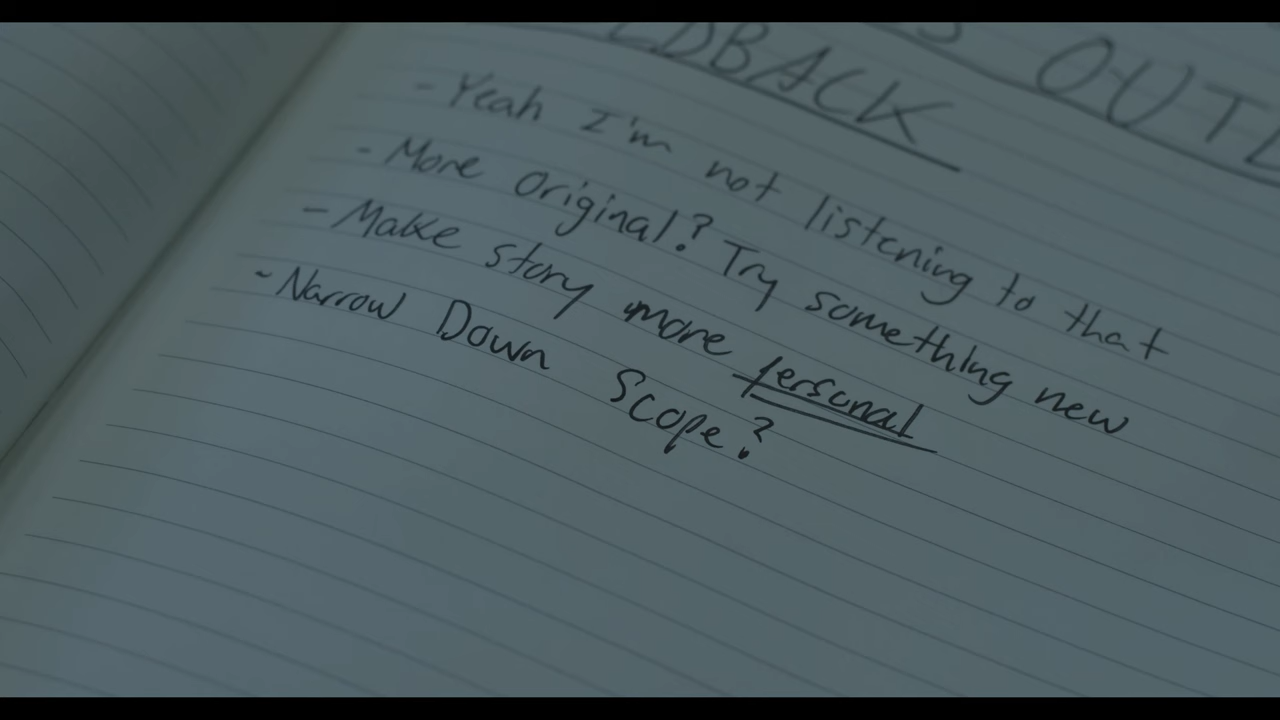 - Yeah I'm not listening to that
- More Original? Try something new
- Make story more personal
- Narrow Down Scope?